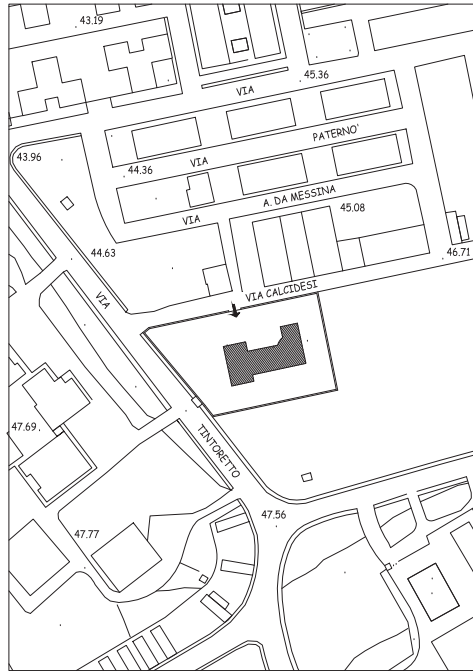 43.19
45.36
VIA
PATERNO'
43.96
44.36
VIA
A. DA MESSINA
45.08
VIA
44.63
46.71
VIA CALCIDESI
VIA
47.69
TINTORETTO
47.56
47.77